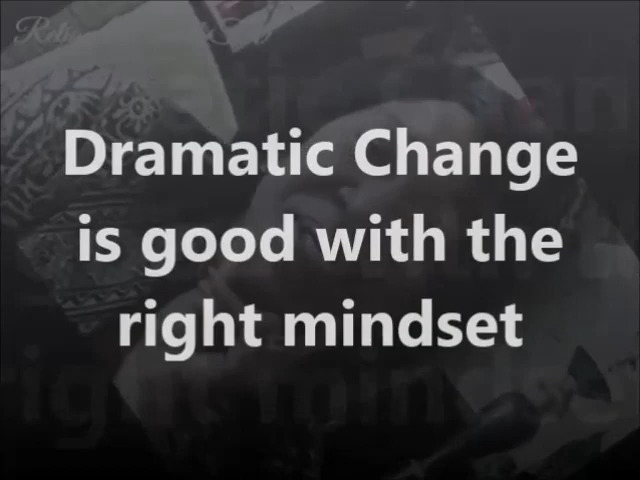 Dramatic Change
is good with the
right mindset